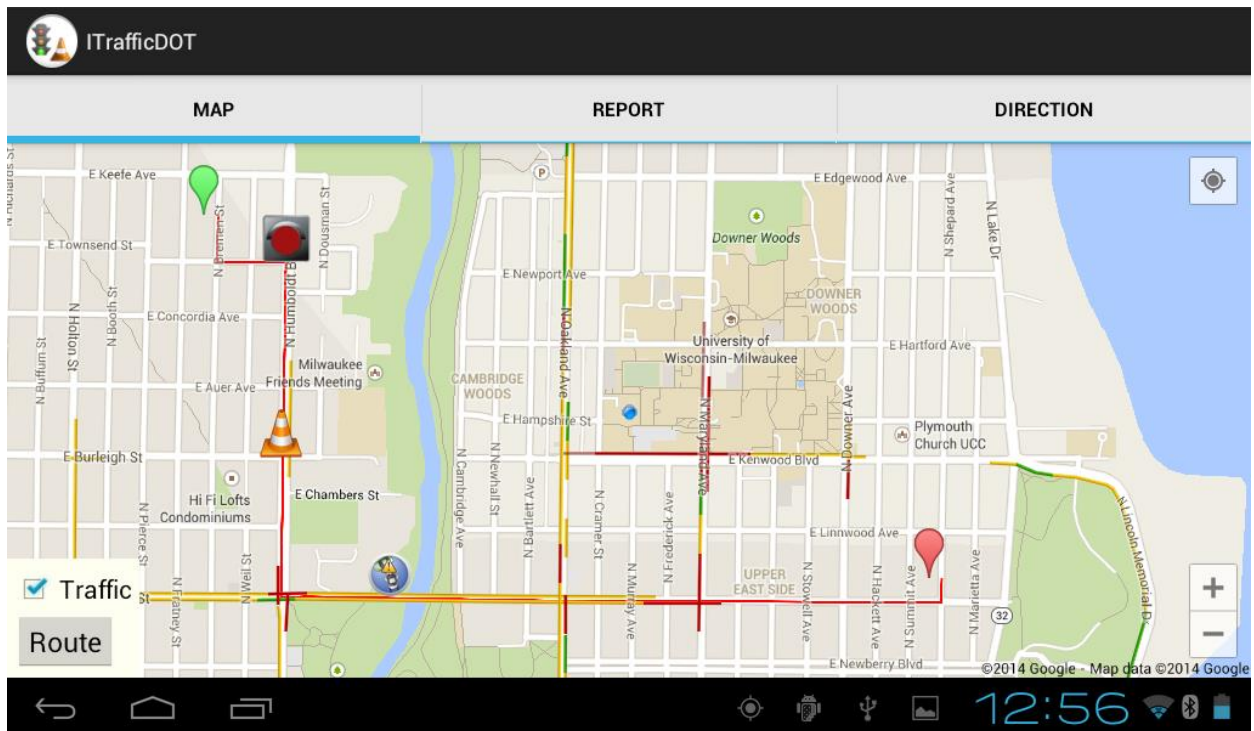 ITrafficDOT
MAP
REPORT
DIRECTION
E Keefe Ave
P
E Edgewood Ave
N Shepard Ave
N Lake Dr
N Bremen St
N Dousman St
E Townsend St
Downer Woods
N Humboldt B
E Newport Ave
DOWNER
WOODS
N Booth St
E Concordia Ave
N Holton St
N Oakland Ave
University of
Wisconsin-Milwaukee
E Hartford Ave
N Buffum St
Milwaukee
Friends Meeting
E Auer Ave
CAMBRIDGE
WOODS
N Maryland Ave
N Downer Ave
E Hampshire St
Plymouth
Church UCC
E Burleigh St
E Kenwood Blvd
N Cambridge Ave
N Newhall St
Hi Fi Lofts
Condominiums
E Chambers St
N Bartlett Ave
N Cramer St
N Frederick Ave
N Lincoln Memorial Dr
N Pierce St
E Linnwood Ave
UPPER
EAST SIDE
N Murray Ave
N Stowell Ave
N Hackett Ave
N Summit Ave
N Marietta Ave
Traffic
St
N Fratney St
N Weil St
32
Route
E Newberry Blvd
©2014 Google - Map data ©2014 Google
12:56